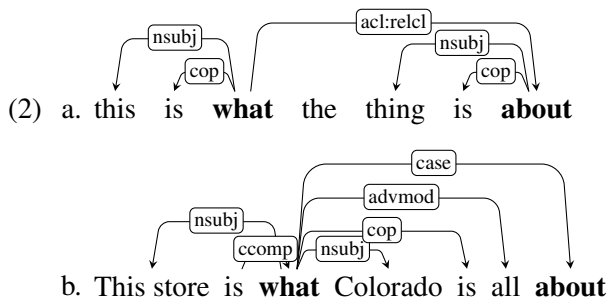 acl:relcl
nsubj
nsubj
cop
cop
(2) a. this is what the thing is about
case
advmod
nsubj
cop
ccomp
nsubj
b. This store is what Colorado is all about